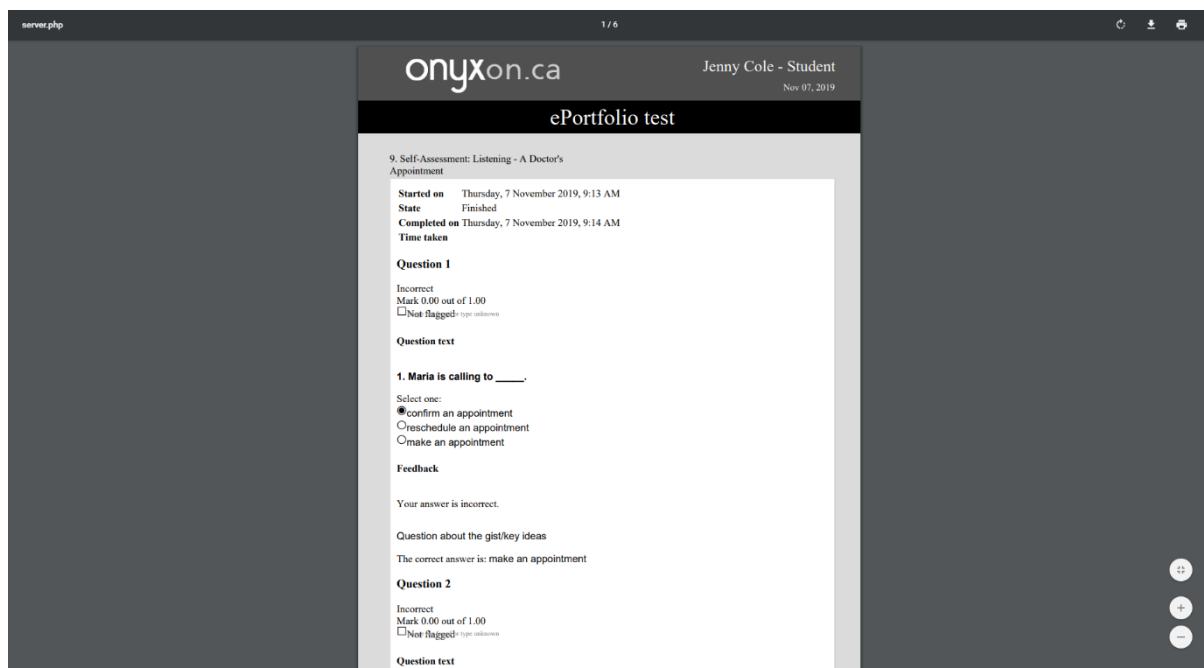 server.php
1 / 6
onyxon.ca
Jenny Cole - Student
Nov 07, 2019
ePortfolio test
9. Self-Assessment: Listening - A Doctor's
Appointment
Started on Thursday, 7 November 2019, 9:13 AM
State Finished
Completed on Thursday, 7 November 2019, 9:14 AM
Time taken
Question 1
Incorrect
Mark 0.00 out of 1.00
Not flagged type unknown
Question text
1. Maria is calling to _____.
Select one:
confirm an appointment
reschedule an appointment
make an appointment
Feedback
Your answer is incorrect.
Question about the gist/key ideas
The correct answer is: make an appointment
Question 2
Incorrect
Mark 0.00 out of 1.00
Not flagged type unknown
Question text